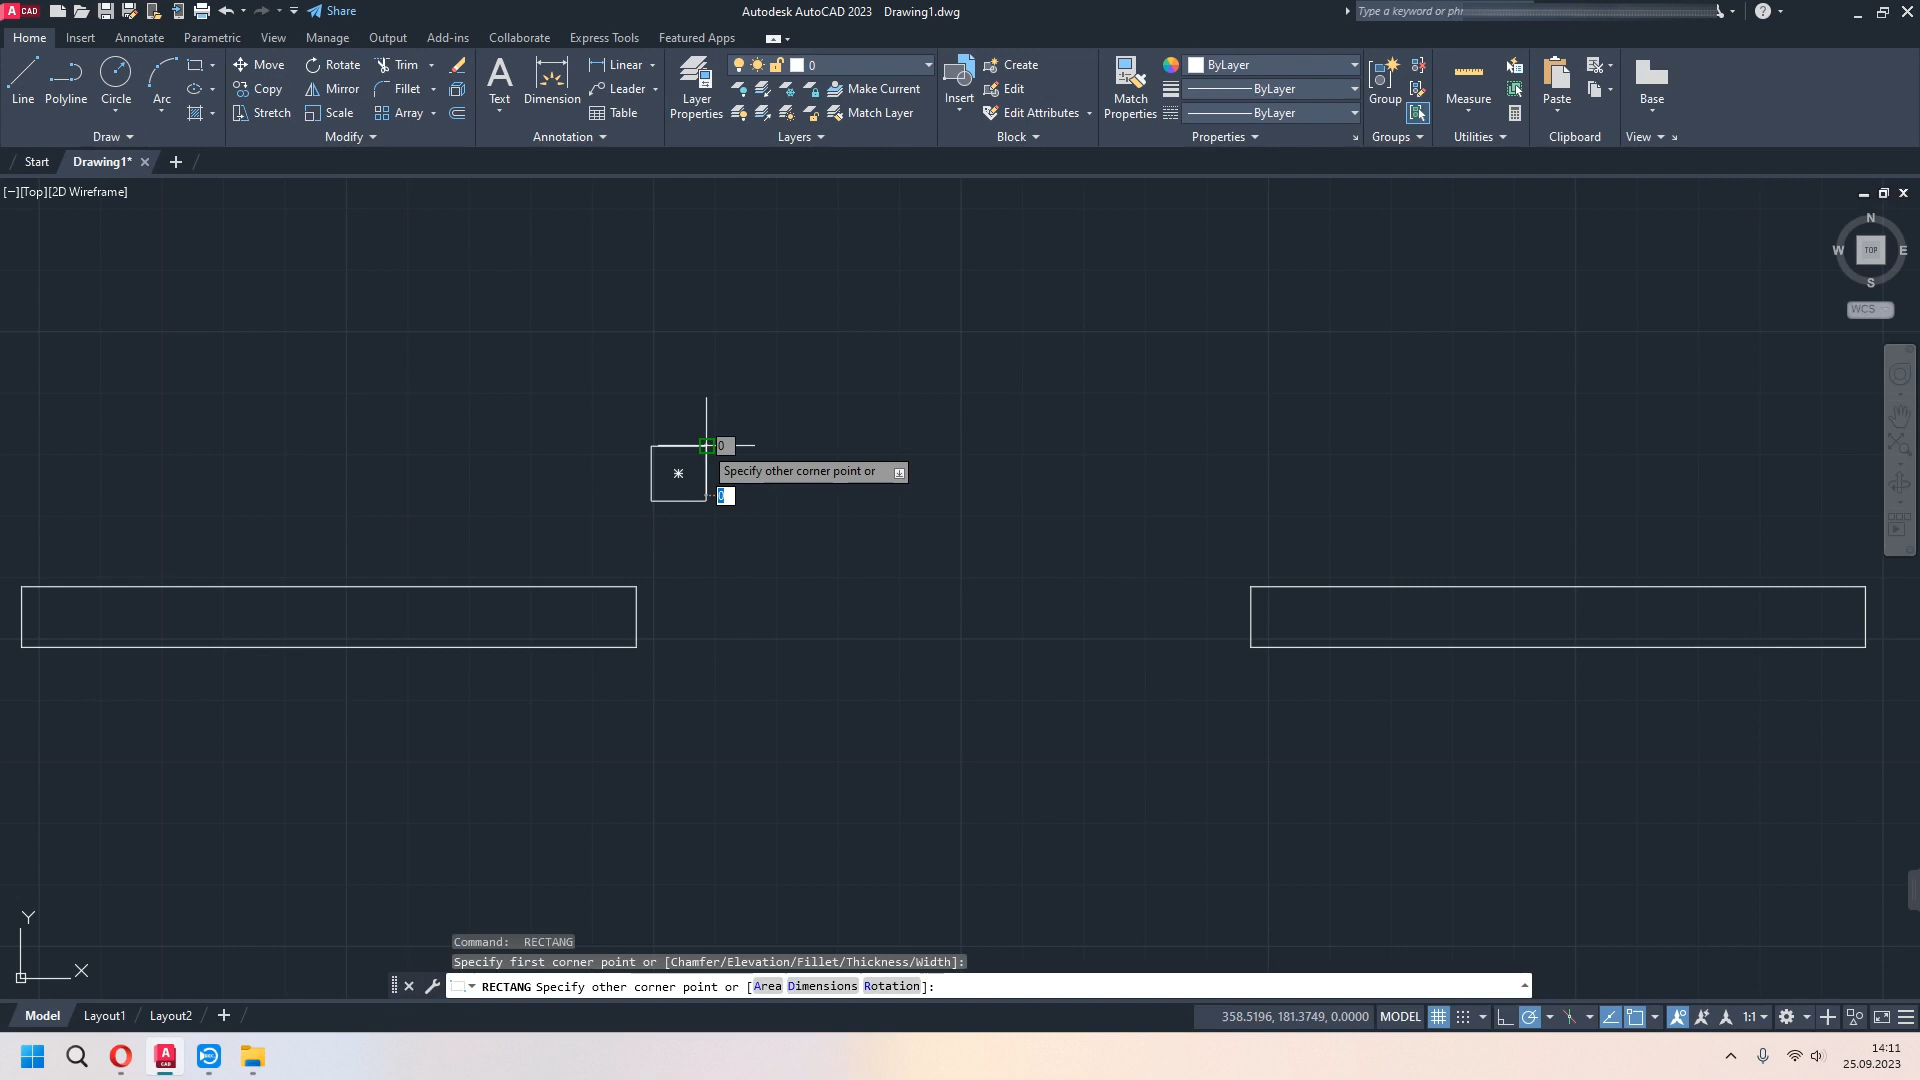 A CAD Share Autodesk AutoCAD 2023 Drawing1.dwg Type a keyword or phr
Home Insert Annotate Parametric View Manage Output Add-ins Collaborate Express Tools Featured Apps
Move Rotate Trim Linear 0 Create ByLayer
Copy Mirror Fillet Leader Make Current Edit ByLayer
Line Polyline Circle Arc Text Dimension Layer Properties Insert Match Properties Group Measure Paste Base
Stretch Scale Array Table Match Layer Edit Attributes ByLayer
Draw Modify Annotation Layers Block Properties Groups Utilities Clipboard View
Start Drawing1*
[−][Top][2D Wireframe]
N
W TOP E
S
WCS
0
Specify other corner point or
0
Y
X
Command: RECTANG
Specify first corner point or [Chamfer/Elevation/Fillet/Thickness/Width]:
RECTANG Specify other corner point or [Area Dimensions Rotation]:
Model Layout1 Layout2 358.5196, 181.3749, 0.0000 MODEL 1:1
14:11
25.09.2023